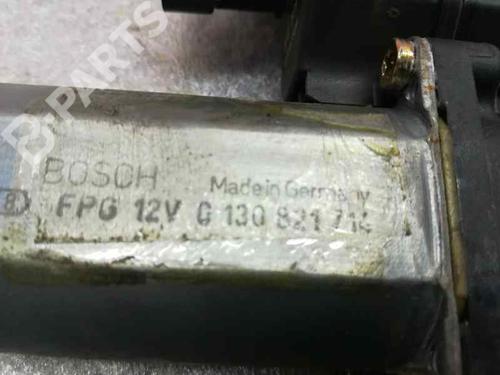 B-PARTS
BOSCH Made in Germany
FPG 12V 0 130 821 714